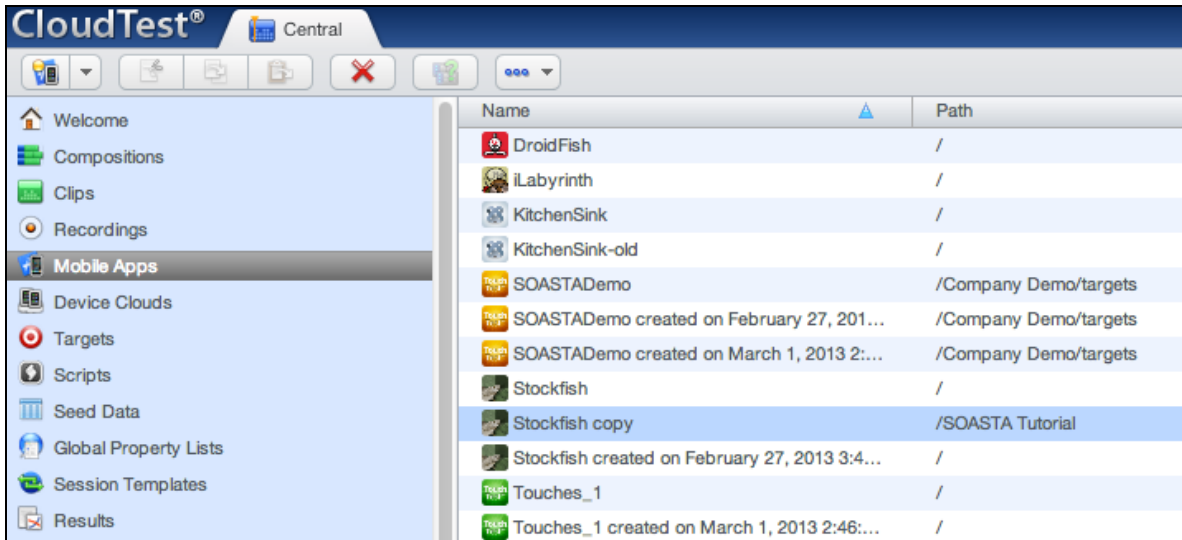 CloudTest® Central
Welcome
Compositions
Clips
Recordings
Mobile Apps
Device Clouds
Targets
Scripts
Seed Data
Global Property Lists
Session Templates
Results
Name Path
DroidFish /
iLabyrinth /
KitchenSink /
KitchenSink-old /
SOASTADemo /Company Demo/targets
SOASTADemo created on February 27, 201... /Company Demo/targets
SOASTADemo created on March 1, 2013 2:... /Company Demo/targets
Stockfish /
Stockfish copy /SOASTA Tutorial
Stockfish created on February 27, 2013 3:4... /
Touches_1 /
Touches_1 created on March 1, 2013 2:46:... /